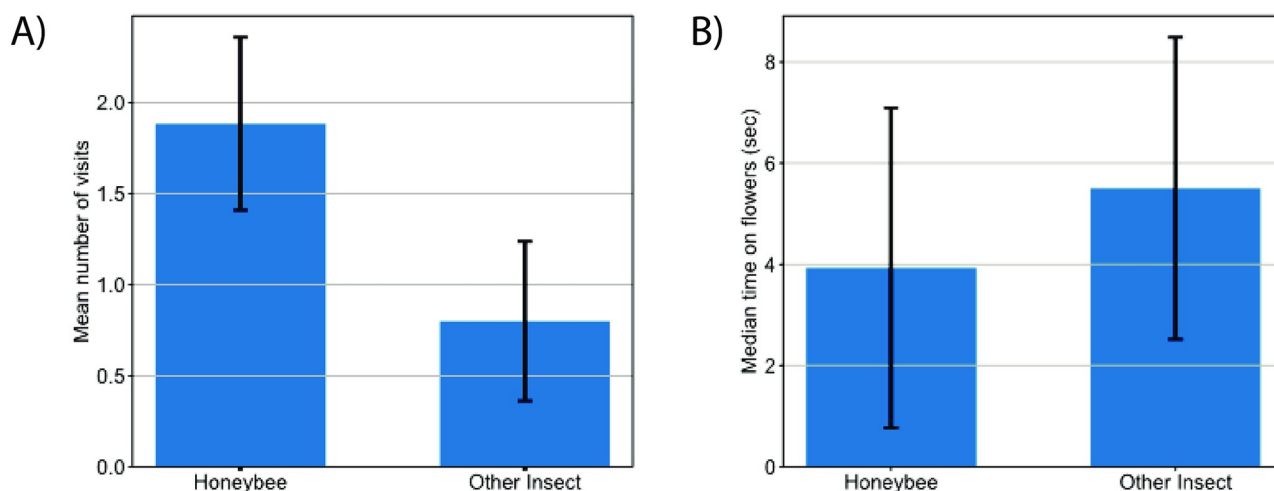 A)
Mean number of visits
2.0
1.5
1.0
0.5
0.0
Honeybee
Other Insect
B)
Median time on flowers (sec)
8
6
4
2
0
Honeybee
Other Insect